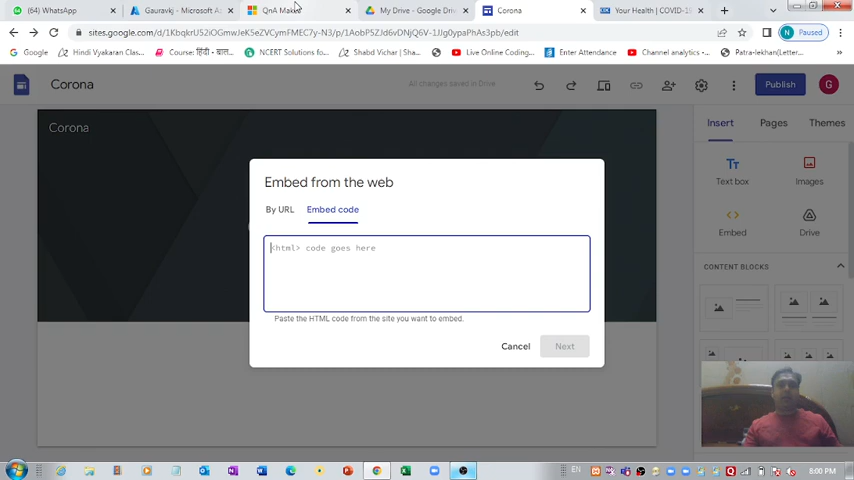 (64) WhatsApp
Gauravkj - Microsoft Az
QnA Maker
My Drive - Google Drive
Corona
Your Health | COVID-19
sites.google.com/d/1KbqkrU52iOGmwJeK5eZVCymFMEC7y-N3/p/1AobP5ZJd6vDNjQ6V-1JJg0ypaPhAs3pb/edit
N Paused
Google
Hindi Vyakaran Classi...
Course: हिंदी - बाल...
NCERT Solutions fo...
Shabd Vichar | Shab...
Live Online Coding...
Enter Attendance
Channel analytics -...
Patra-lekhan(Letter...
Corona
All changes saved in Drive
Publish
G
Corona
Insert
Pages
Themes
Text box
Images
Embed
Drive
CONTENT BLOCKS
Embed from the web
By URL
Embed code
<html> code goes here
Paste the HTML code from the site you want to embed.
Cancel
Next
EN
8:00 PM